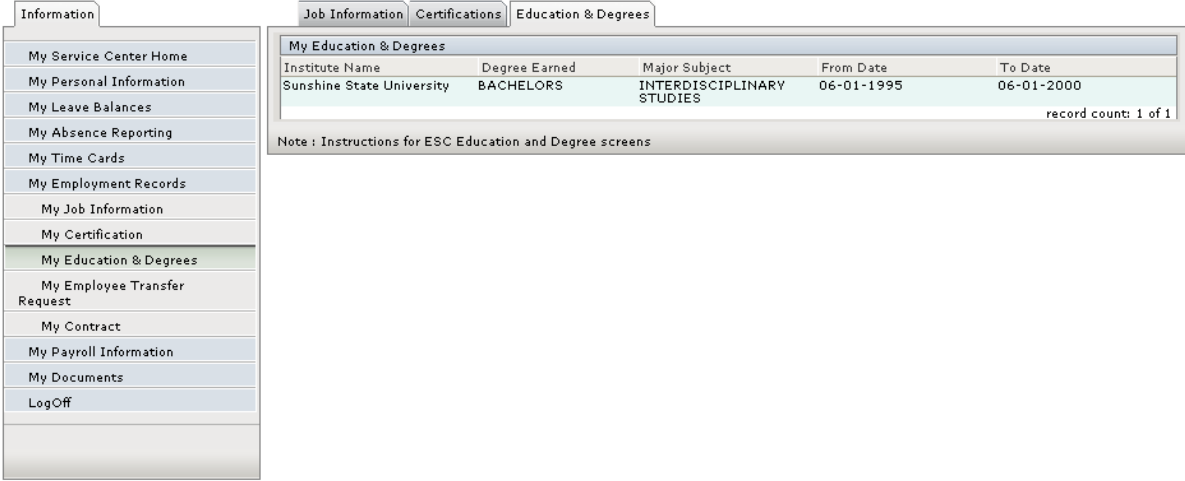 Information
My Service Center Home
My Personal Information
My Leave Balances
My Absence Reporting
My Time Cards
My Employment Records
My Job Information
My Certification
My Education & Degrees
My Employee Transfer
Request
My Contract
My Payroll Information
My Documents
LogOff
Job Information Certifications Education & Degrees
My Education & Degrees
Institute Name Degree Earned Major Subject From Date To Date
Sunshine State University BACHELORS INTERDISCIPLINARY 06-01-1995 06-01-2000
STUDIES
record count: 1 of 1
Note : Instructions for ESC Education and Degree screens